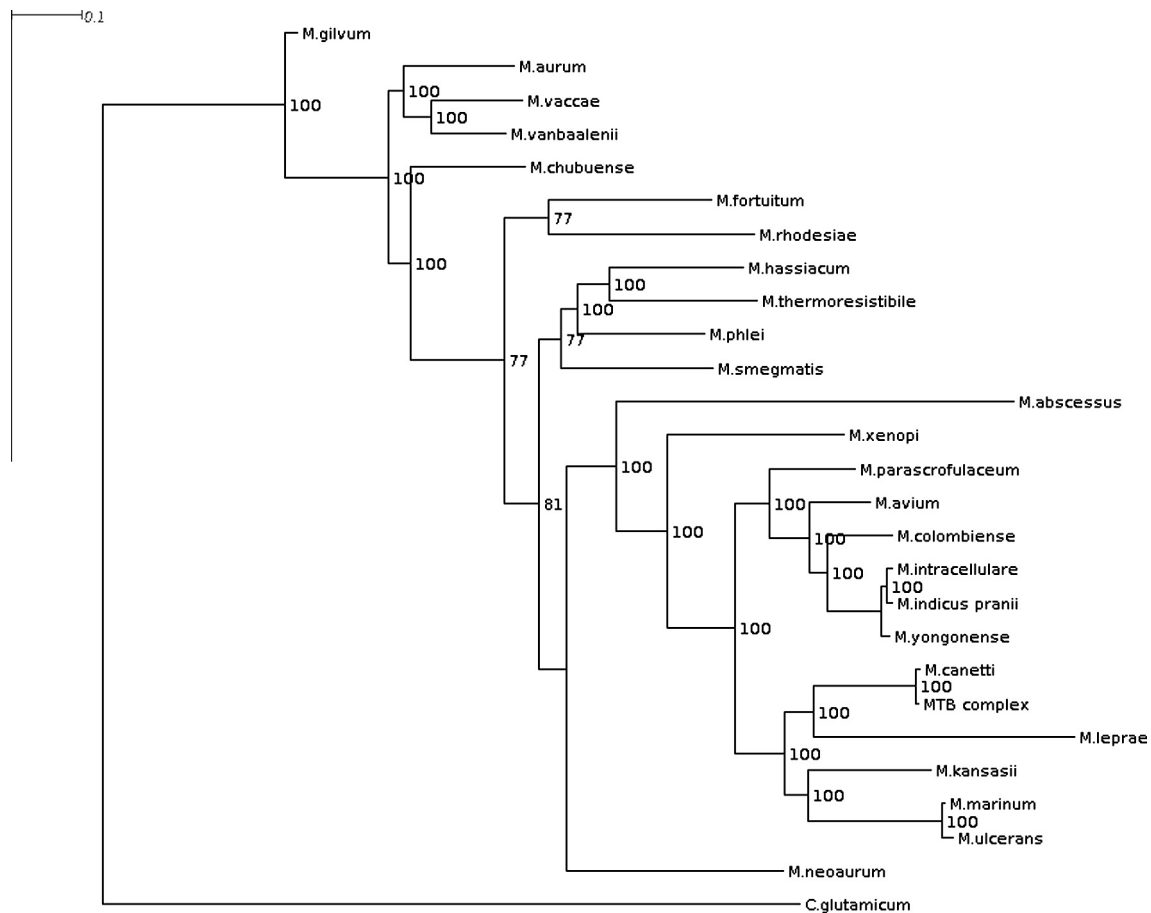 0.1
M.gilvum
M.aurum
100
M.vaccae
100
100
M.vanbaalenii
M.chubuense
100
M.fortuitum
77
M.rhodesiae
100
M.hassiacum
100
M.thermoresistibile
100
M.phlei
77
77
M.smegmatis
M.abscessus
M.xenopi
100
M.parascrofulaceum
M.avium
81
100
100
M.colombiense
100
M.intracellulare
100
100
M.indicus pranii
100
M.yongonense
M.canetti
100
MTB complex
100
M.leprae
100
M.kansasii
100
M.marinum
100
M.ulcerans
M.neoaurum
C.glutamicum